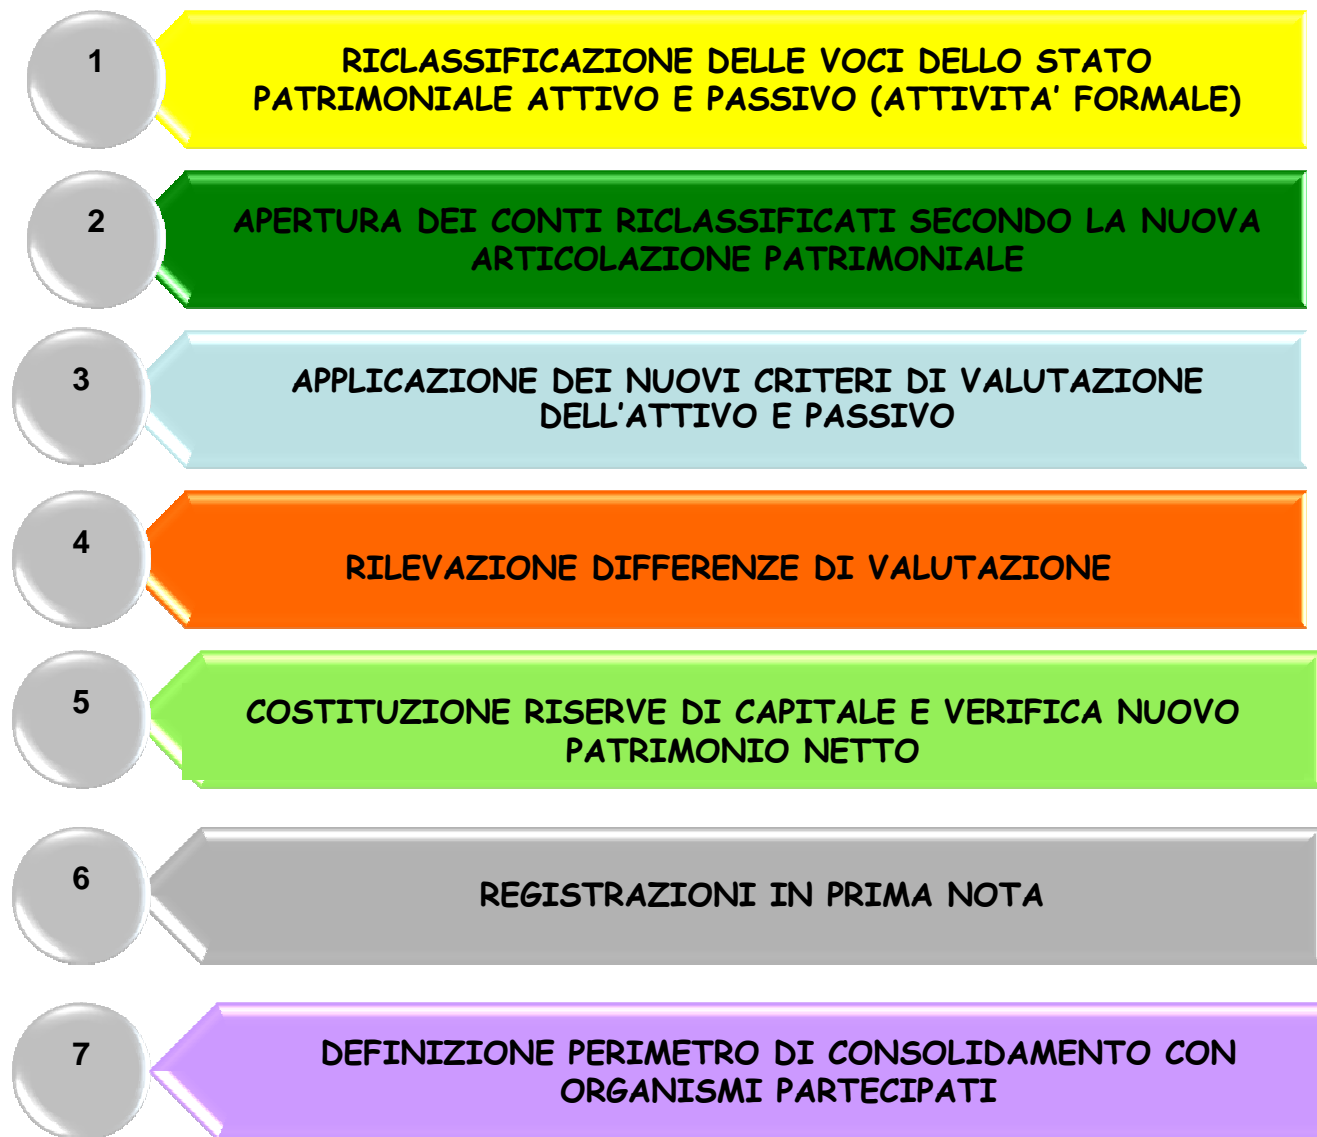 1
RICLASSIFICAZIONE DELLE VOCI DELLO STATO
PATRIMONIALE ATTIVO E PASSIVO (ATTIVITA’ FORMALE)
2
APERTURA DEI CONTI RICLASSIFICATI SECONDO LA NUOVA
ARTICOLAZIONE PATRIMONIALE
3
APPLICAZIONE DEI NUOVI CRITERI DI VALUTAZIONE
DELL’ATTIVO E PASSIVO
4
RILEVAZIONE DIFFERENZE DI VALUTAZIONE
5
COSTITUZIONE RISERVE DI CAPITALE E VERIFICA NUOVO
PATRIMONIO NETTO
6
REGISTRAZIONI IN PRIMA NOTA
7
DEFINIZIONE PERIMETRO DI CONSOLIDAMENTO CON
ORGANISMI PARTECIPATI